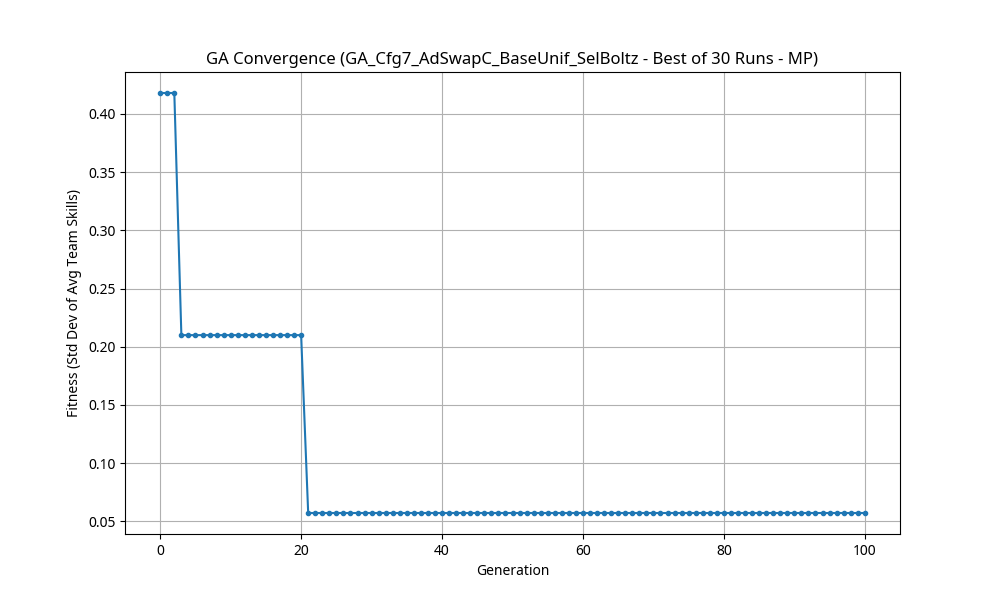 GA Convergence (GA_Cfg7_AdSwapC_BaseUnif_SelBoltz - Best of 30 Runs - MP)
Fitness (Std Dev of Avg Team Skills)
0.40
0.35
0.30
0.25
0.20
0.15
0.10
0.05
0 20 40 60 80 100
Generation